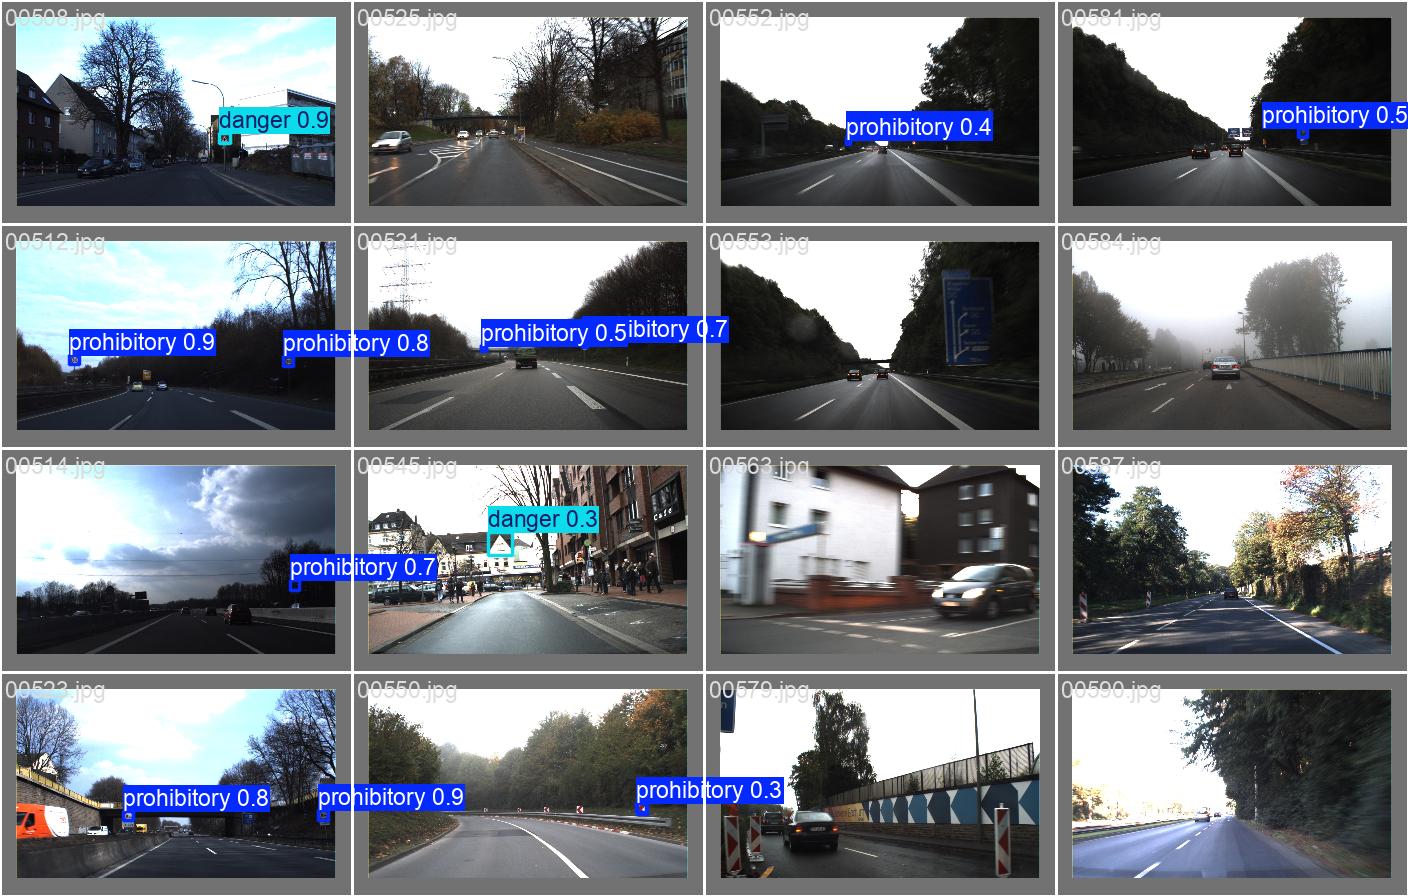 00508.jpg
00525.jpg
00552.jpg
00581.jpg
danger 0.9
prohibitory 0.4
prohibitory 0.5
00512.jpg
00531.jpg
00553.jpg
00584.jpg
prohibitory 0.9
prohibitory 0.8
prohibitory 0.5
ibitory 0.7
00514.jpg
00545.jpg
00563.jpg
00587.jpg
prohibitory 0.7
danger 0.3
Cafe
00523.jpg
00550.jpg
00579.jpg
00590.jpg
prohibitory 0.8
prohibitory 0.9
prohibitory 0.3